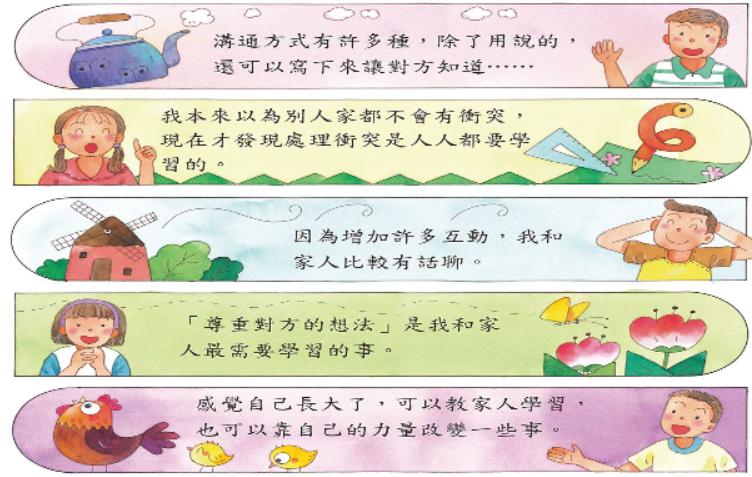 溝通方式有許多種，除了用說的，
還可以寫下來讓對方知道……
我本來以為別人家都不會有衝突，
現在才發現處理衝突是人人都要學
習的。
因為增加許多互動，我和
家人比較有話聊。
「尊重對方的想法」是我和家
人最需要學習的事。
感覺自己長大了，可以教家人學習，
也可以靠自己的力量改變一些事。